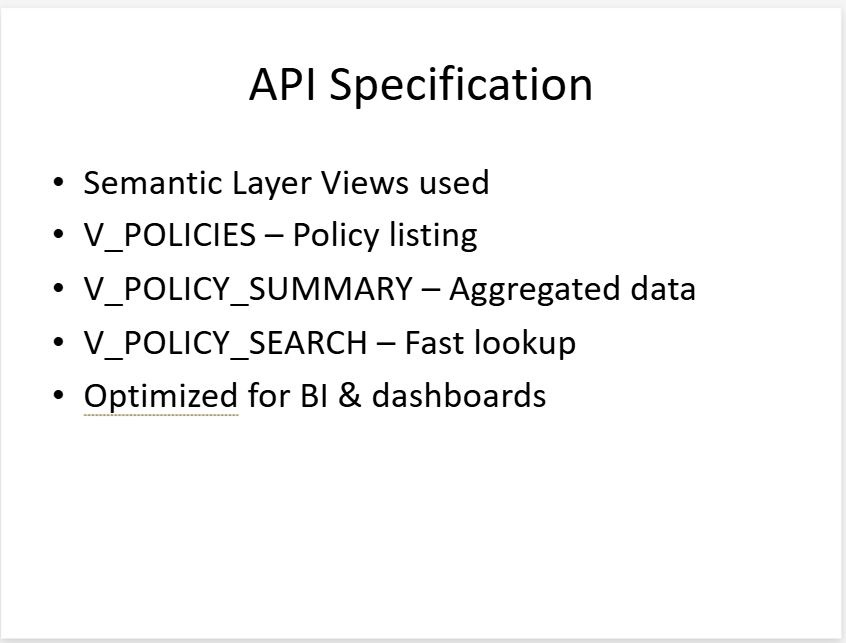 API Specification
• Semantic Layer Views used
• V_POLICIES – Policy listing
• V_POLICY_SUMMARY – Aggregated data
• V_POLICY_SEARCH – Fast lookup
• Optimized for BI & dashboards